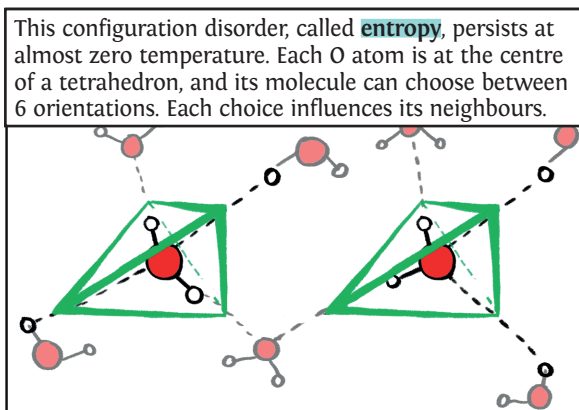 This configuration disorder, called entropy, persists at
almost zero temperature. Each O atom is at the centre
of a tetrahedron, and its molecule can choose between
6 orientations. Each choice influences its neighbours.